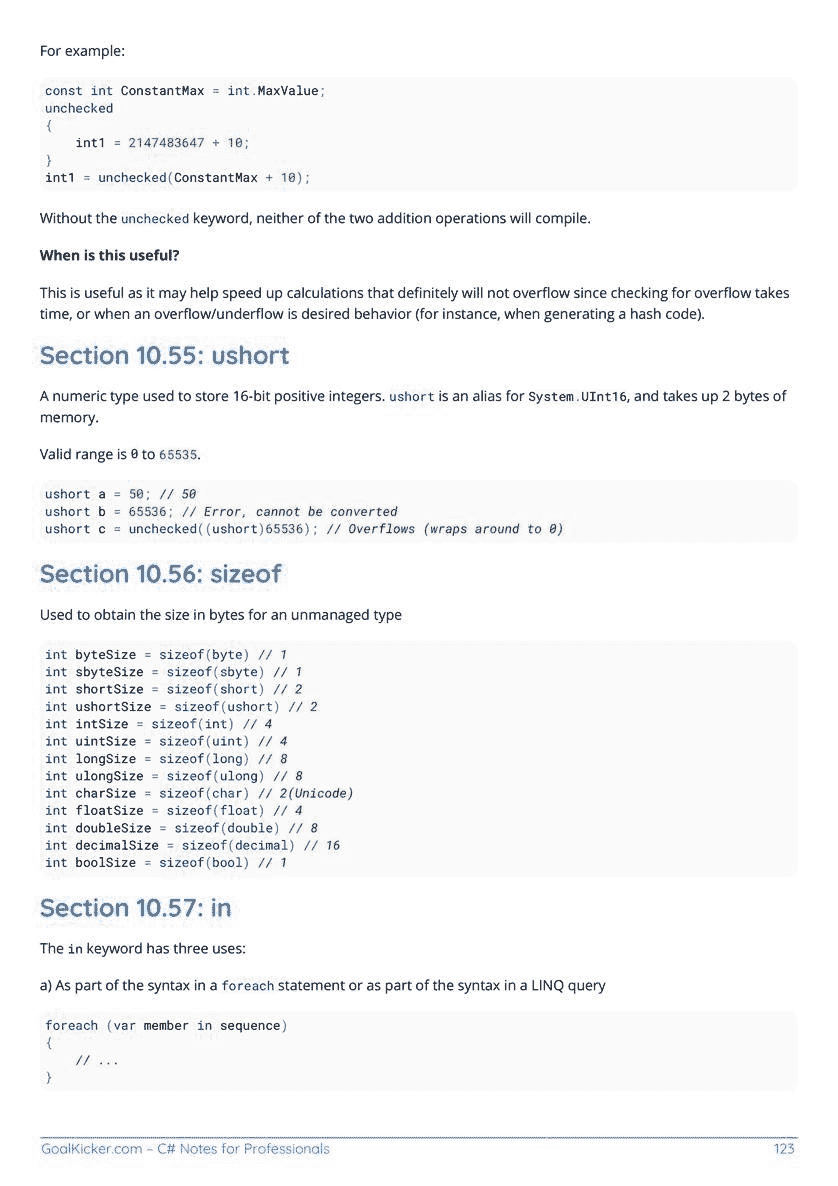 For example:
const int ConstantMax = int.MaxValue;
unchecked
{
    int1 = 2147483647 + 10;
}
int1 = unchecked(ConstantMax + 10);
Without the unchecked keyword, neither of the two addition operations will compile.
When is this useful?
This is useful as it may help speed up calculations that definitely will not overflow since checking for overflow takes
time, or when an overflow/underflow is desired behavior (for instance, when generating a hash code).
Section 10.55: ushort
A numeric type used to store 16-bit positive integers. ushort is an alias for System.UInt16, and takes up 2 bytes of
memory.
Valid range is 0 to 65535.
ushort a = 50; // 50
ushort b = 65536; // Error, cannot be converted
ushort c = unchecked((ushort)65536); // Overflows (wraps around to 0)
Section 10.56: sizeof
Used to obtain the size in bytes for an unmanaged type
int byteSize = sizeof(byte) // 1
int sbyteSize = sizeof(sbyte) // 1
int shortSize = sizeof(short) // 2
int ushortSize = sizeof(ushort) // 2
int intSize = sizeof(int) // 4
int uintSize = sizeof(uint) // 4
int longSize = sizeof(long) // 8
int ulongSize = sizeof(ulong) // 8
int charSize = sizeof(char) // 2(Unicode)
int floatSize = sizeof(float) // 4
int doubleSize = sizeof(double) // 8
int decimalSize = sizeof(decimal) // 16
int boolSize = sizeof(bool) // 1
Section 10.57: in
The in keyword has three uses:
a) As part of the syntax in a foreach statement or as part of the syntax in a LINQ query
foreach (var member in sequence)
{
    // ...
}
GoalKicker.com – C# Notes for Professionals 123